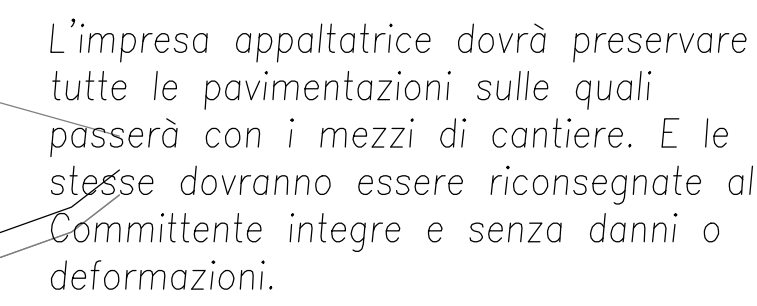 L'impresa appaltatrice dovrà preservare
tutte le pavimentazioni sulle quali
passerà con i mezzi di cantiere. E le
stesse dovranno essere riconsegnate al
Committente integre e senza danni o
deformazioni.